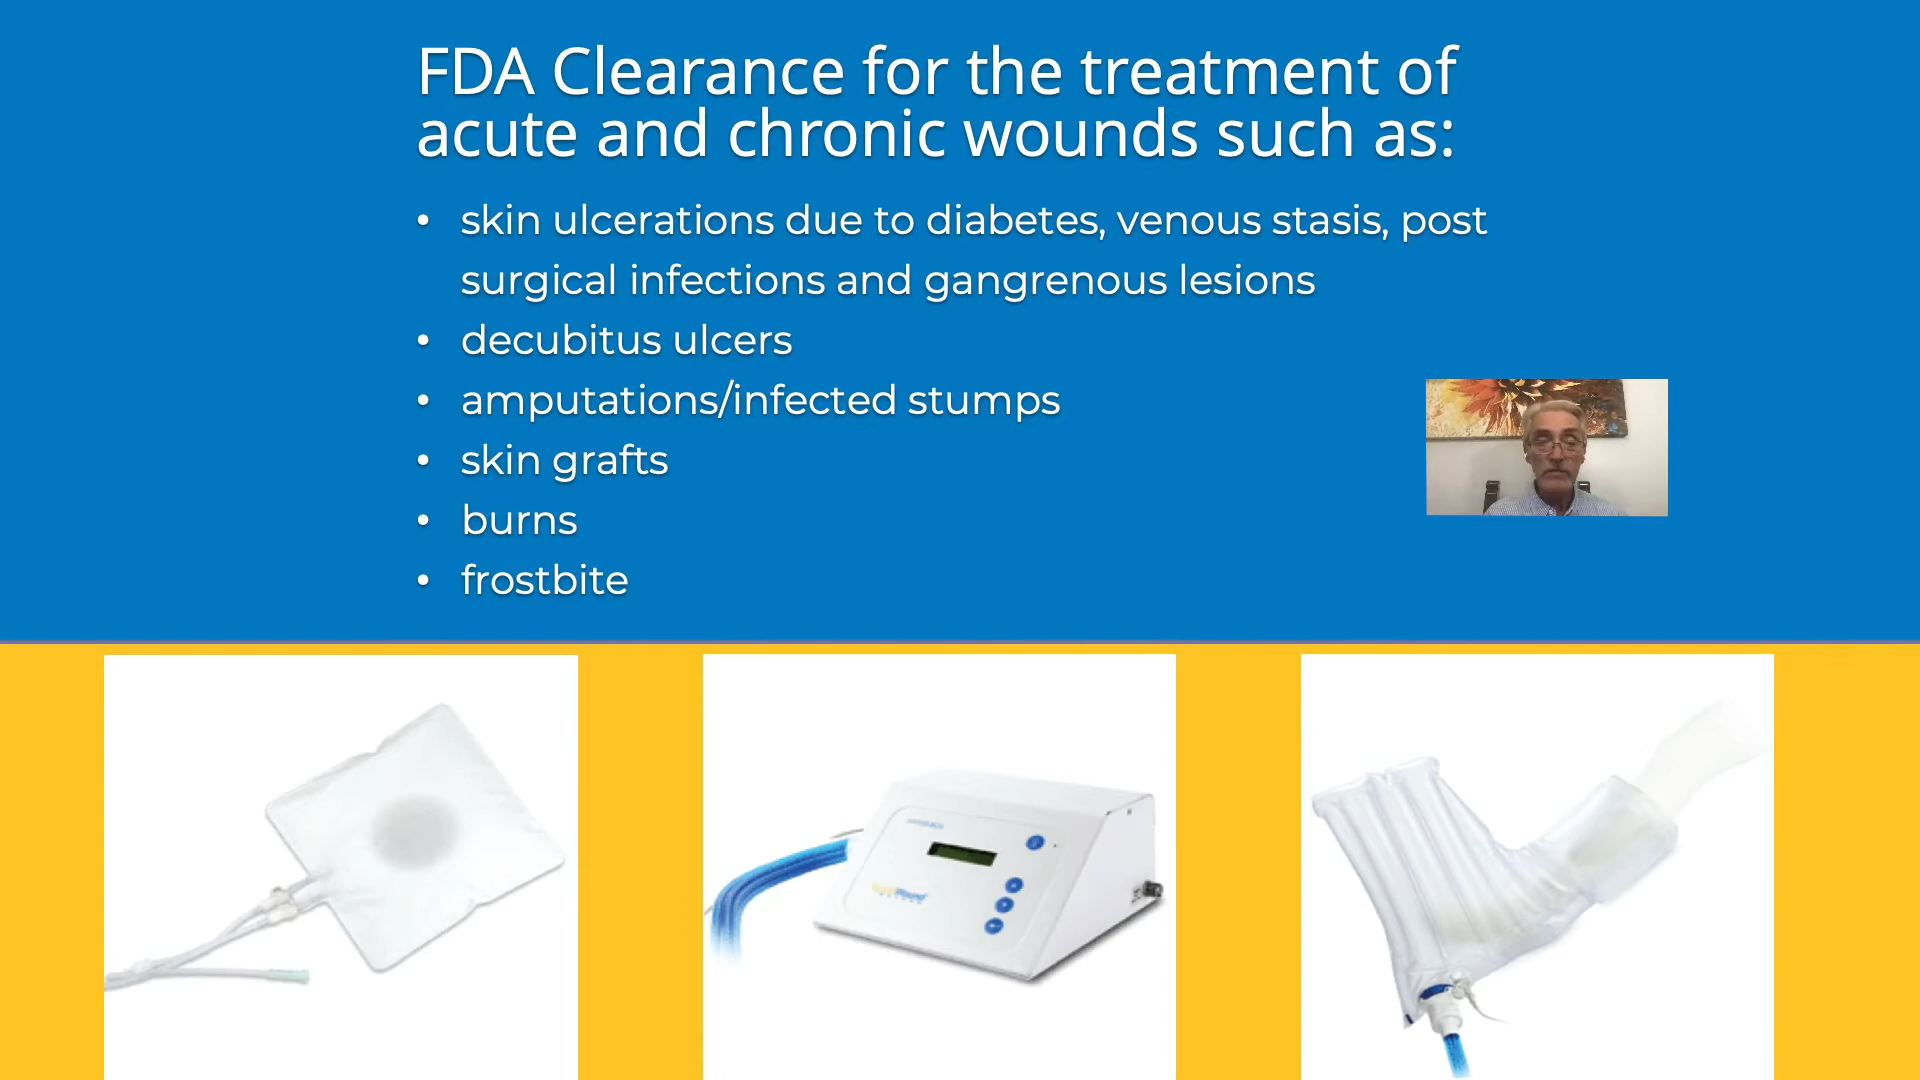 FDA Clearance for the treatment of
acute and chronic wounds such as:
• skin ulcerations due to diabetes, venous stasis, post
surgical infections and gangrenous lesions
• decubitus ulcers
• amputations/infected stumps
• skin grafts
• burns
• frostbite